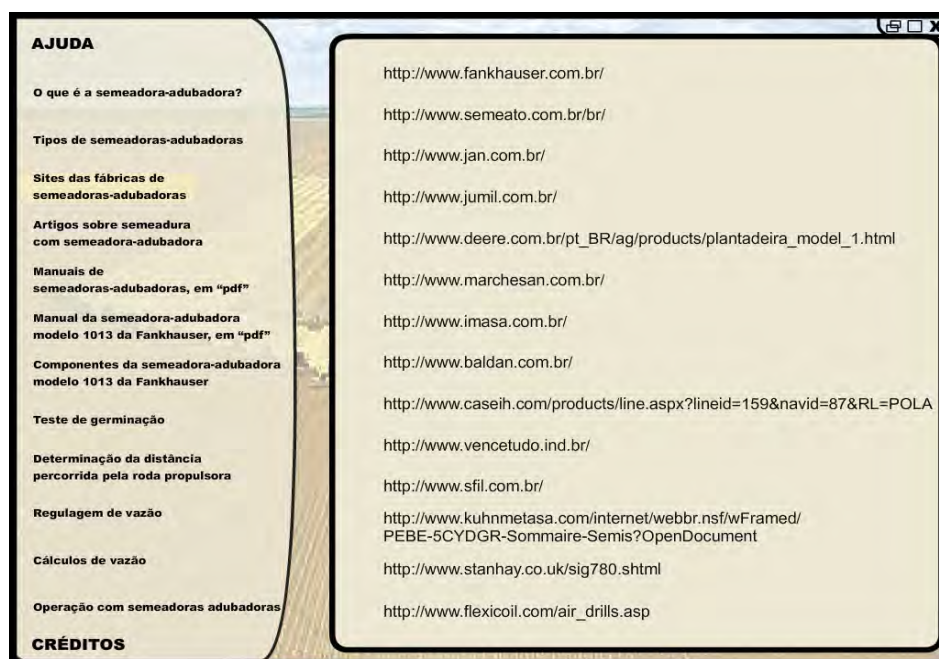 AJUDA
O que é a semeadora-adubadora?
Tipos de semeadoras-adubadoras
Sites das fábricas de
semeadoras-adubadoras
Artigos sobre semeadura
com semeadora-adubadora
Manuais de
semeadoras-adubadoras, em “pdf”
Manual da semeadora-adubadora
modelo 1013 da Fankhauser, em “pdf”
Componentes da semeadora-adubadora
modelo 1013 da Fankhauser
Teste de germinação
Determinação da distância
percorrida pela roda propulsora
Regulagem de vazão
Cálculos de vazão
Operação com semeadoras adubadoras
CRÉDITOS
http://www.fankhauser.com.br/
http://www.semeato.com.br/br/
http://www.jan.com.br/
http://www.jumil.com.br/
http://www.deere.com.br/pt_BR/ag/products/plantadeira_model_1.html
http://www.marchesan.com.br/
http://www.imasa.com.br/
http://www.baldan.com.br/
http://www.caseih.com/products/line.aspx?lineid=159&navid=87&RL=POLA
http://www.vencetudo.ind.br/
http://www.sfil.com.br/
http://www.kuhnmetasa.com/internet/webbr.nsf/wFramed/
PEBE-5CYDGR-Sommaire-Semis?OpenDocument
http://www.stanhay.co.uk/sig780.shtml
http://www.flexicoil.com/air_drills.asp